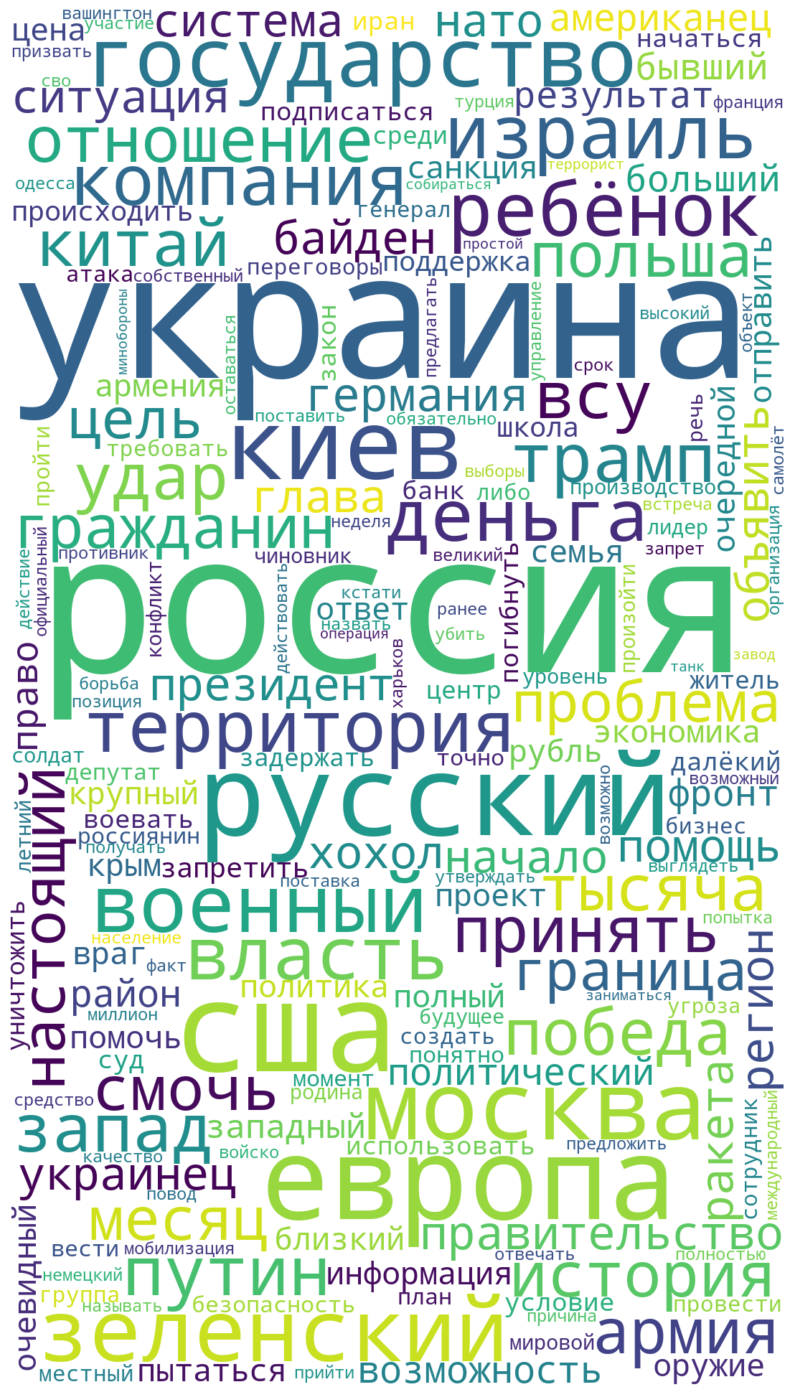 вашингтон
цена
участие
система
иран
нато
американец
призвать
государство
начаться
бывший
сво
ситуация
подписаться
турция
результат
франция
отношение
среди
израиль
одесса
компания
санкция
террорист
собираться
больший
происходить
генерал
ребёнок
китай
байден
простой
атака
собственный
переговоры
поддержка
польша
отправить
украина
минобороны
оставаться
закон
предлагать
управление
высокий
объект
срок
армения
германия
всу
цель
поставить
обязательно
школа
речь
очередной
объявить
пройти
требовать
киев
трамп
удар
выборы
самолёт
глава
банк
либо
производство
встреча
организация
гражданин
неделя
деньга
лидер
действие
официальный
противник
конфликт
чиновник
великий
семья
запрет
россия
действовать
кстати
ответ
назвать
операция
ранее
убить
погибнуть
произойти
танк
завод
право
борьба
позиция
президент
харьков
центр
уровень
житель
проблема
территория
экономика
солдат
депутат
задержать
точно
рубль
далёкий
возможный
крупный
русский
возможно
фронт
летний
воевать
россиянин
получать
бизнес
настоящий
крым
запретить
хохол
начало
помощь
выглядеть
поставка
утверждать
проект
тысяча
военный
принять
попытка
уничтожить
население
враг
факт
власть
граница
регион
район
миллион
политика
полный
заниматься
угроза
сша
будущее
помочь
создать
победа
суд
понятно
момент
политический
средство
смочь
родина
москва
ракета
сотрудник
международный
запад
западный
использовать
предложить
качество
войско
украинец
повод
европа
очевидный
месяц
близкий
правительство
вести
мобилизация
отвечать
полностью
немецкий
путин
информация
история
группа
называть
безопасность
план
условие
причина
провести
зеленский
мировой
армия
местный
пытаться
прийти
возможность
оружие